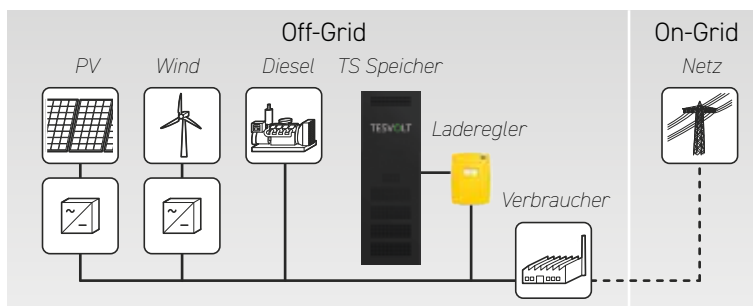 Off-Grid
On-Grid
PV
Wind
Diesel
TS Speicher
Netz
TESVOLT
Laderegler
Verbraucher